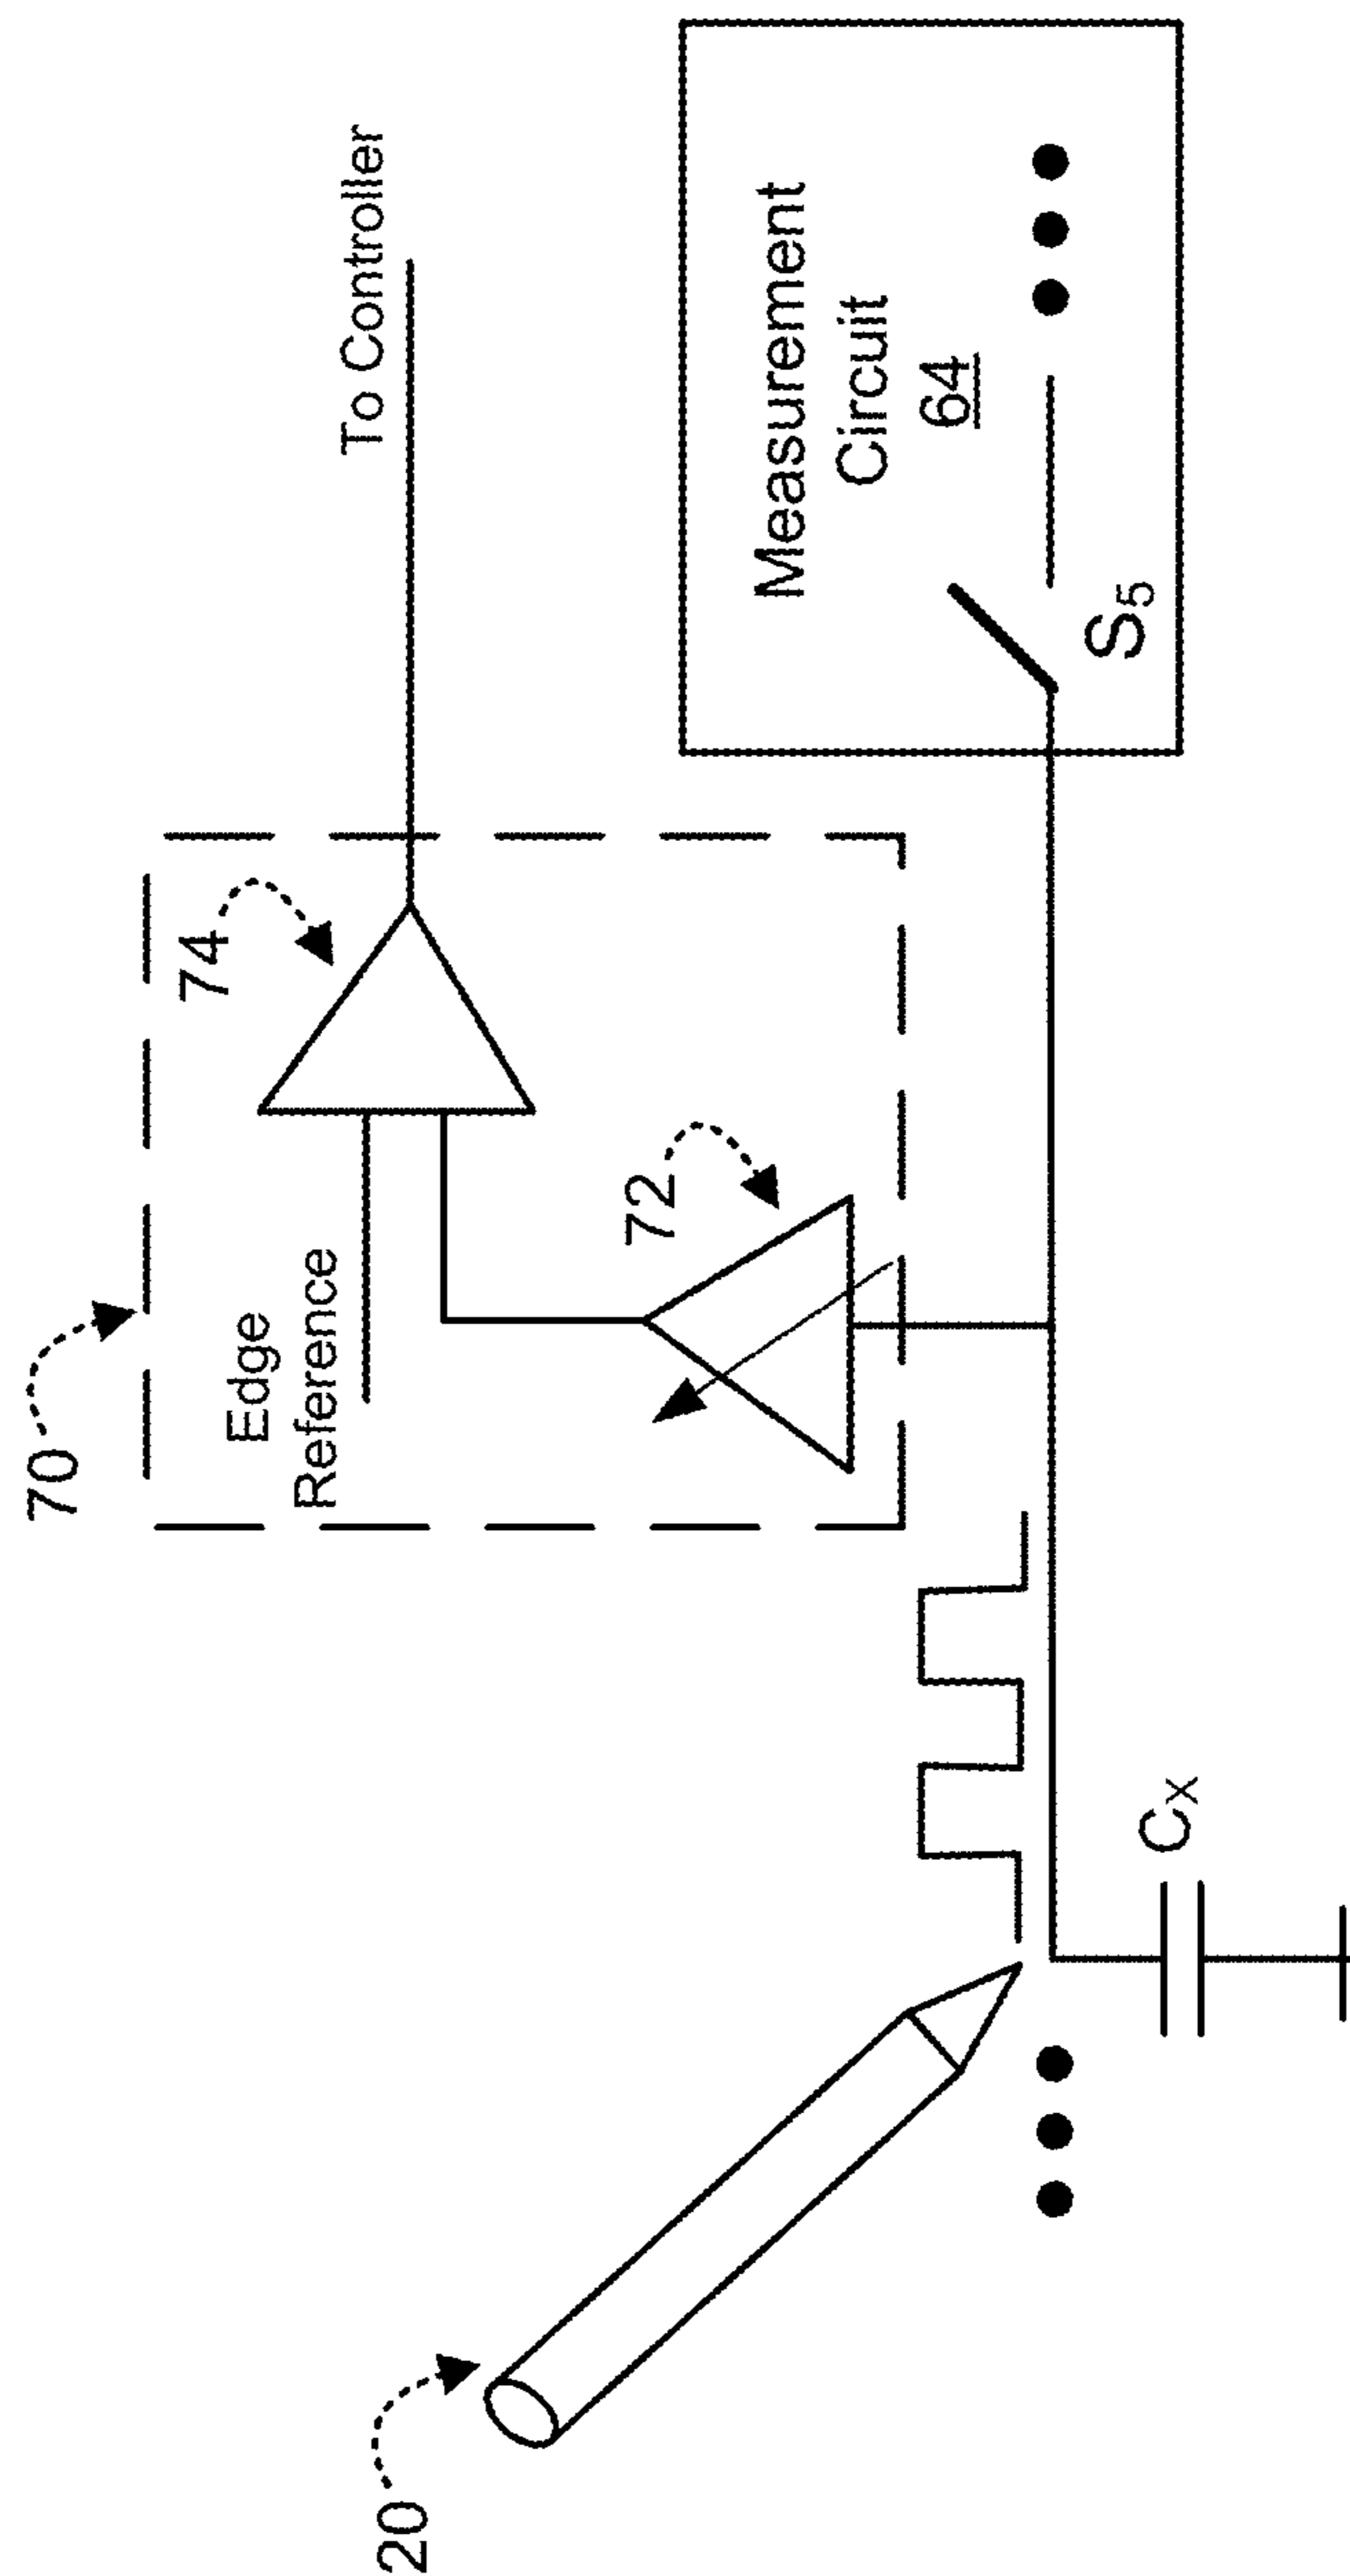 70
74
To Controller
Edge
Reference
72
Measurement
Circuit
64
S5
20
CX